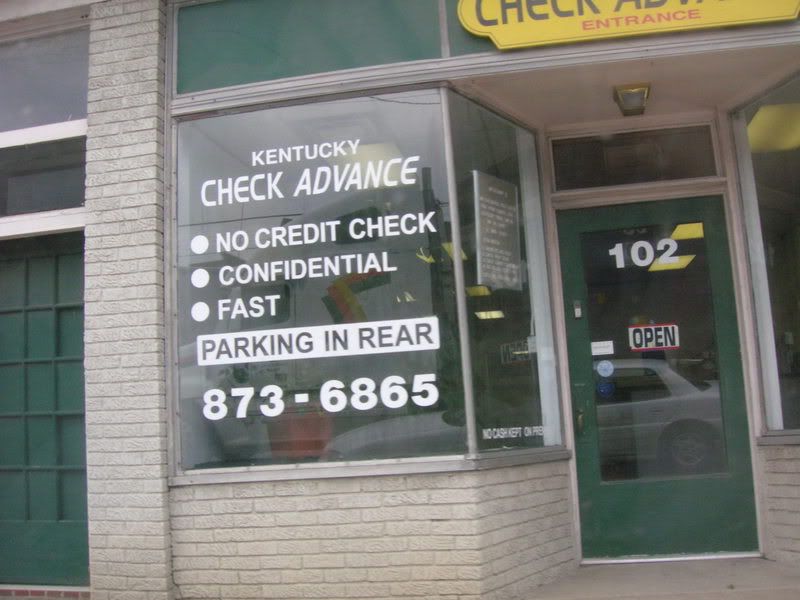 CHECK ADVA
ENTRANCE
KENTUCKY
CHECK ADVANCE
NO CREDIT CHECK
CONFIDENTIAL
FAST
PARKING IN REAR
873-6865
102
OPEN
NO CASH KEPT ON PRE